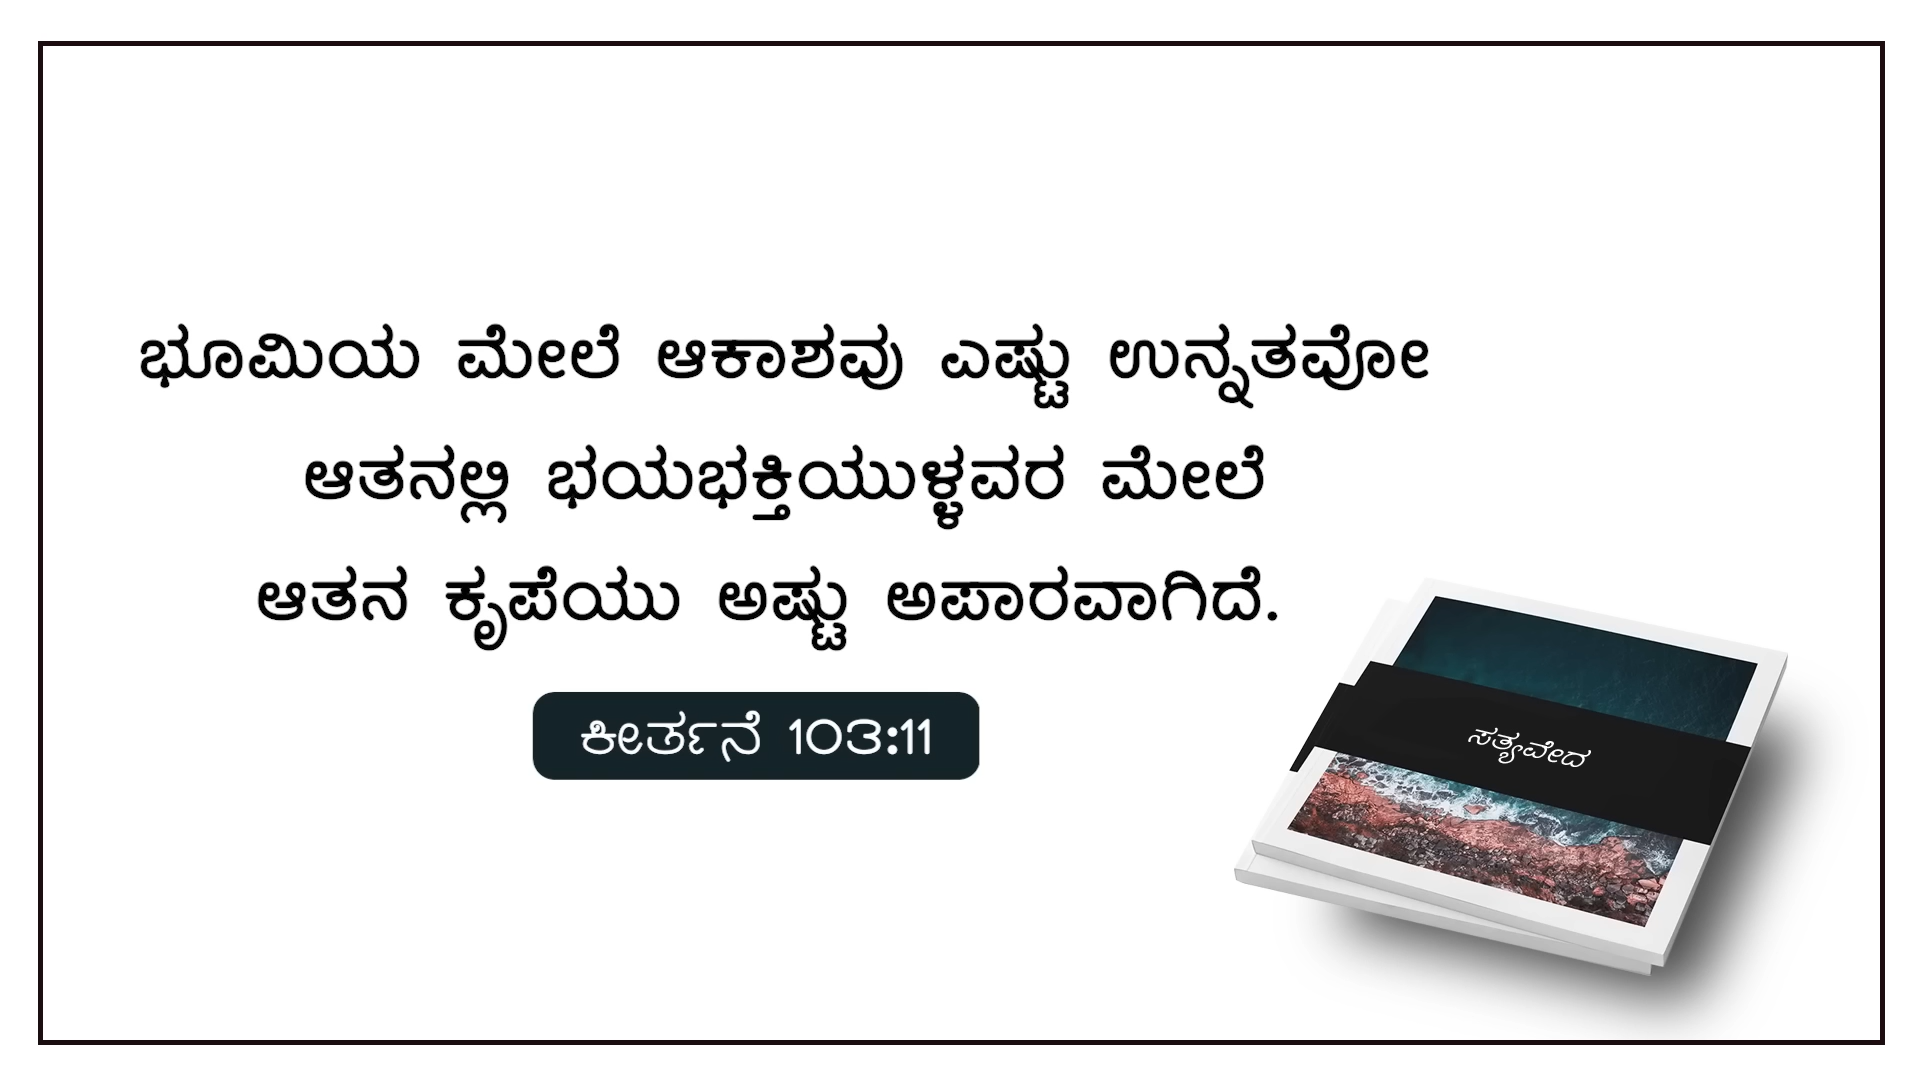 ಭೂಮಿಯ ಮೇಲೆ ಆಕಾಶವು ಎಷ್ಟು ಉನ್ನತವೋ
ಆತನಲ್ಲಿ ಭಯಭಕ್ತಿಯುಳ್ಳವರ ಮೇಲೆ
ಆತನ ಕೃಪೆಯು ಅಷ್ಟು ಅಪಾರವಾಗಿದೆ.
ಕೀರ್ತನೆ 103:11
ಸತ್ಯವೇದ